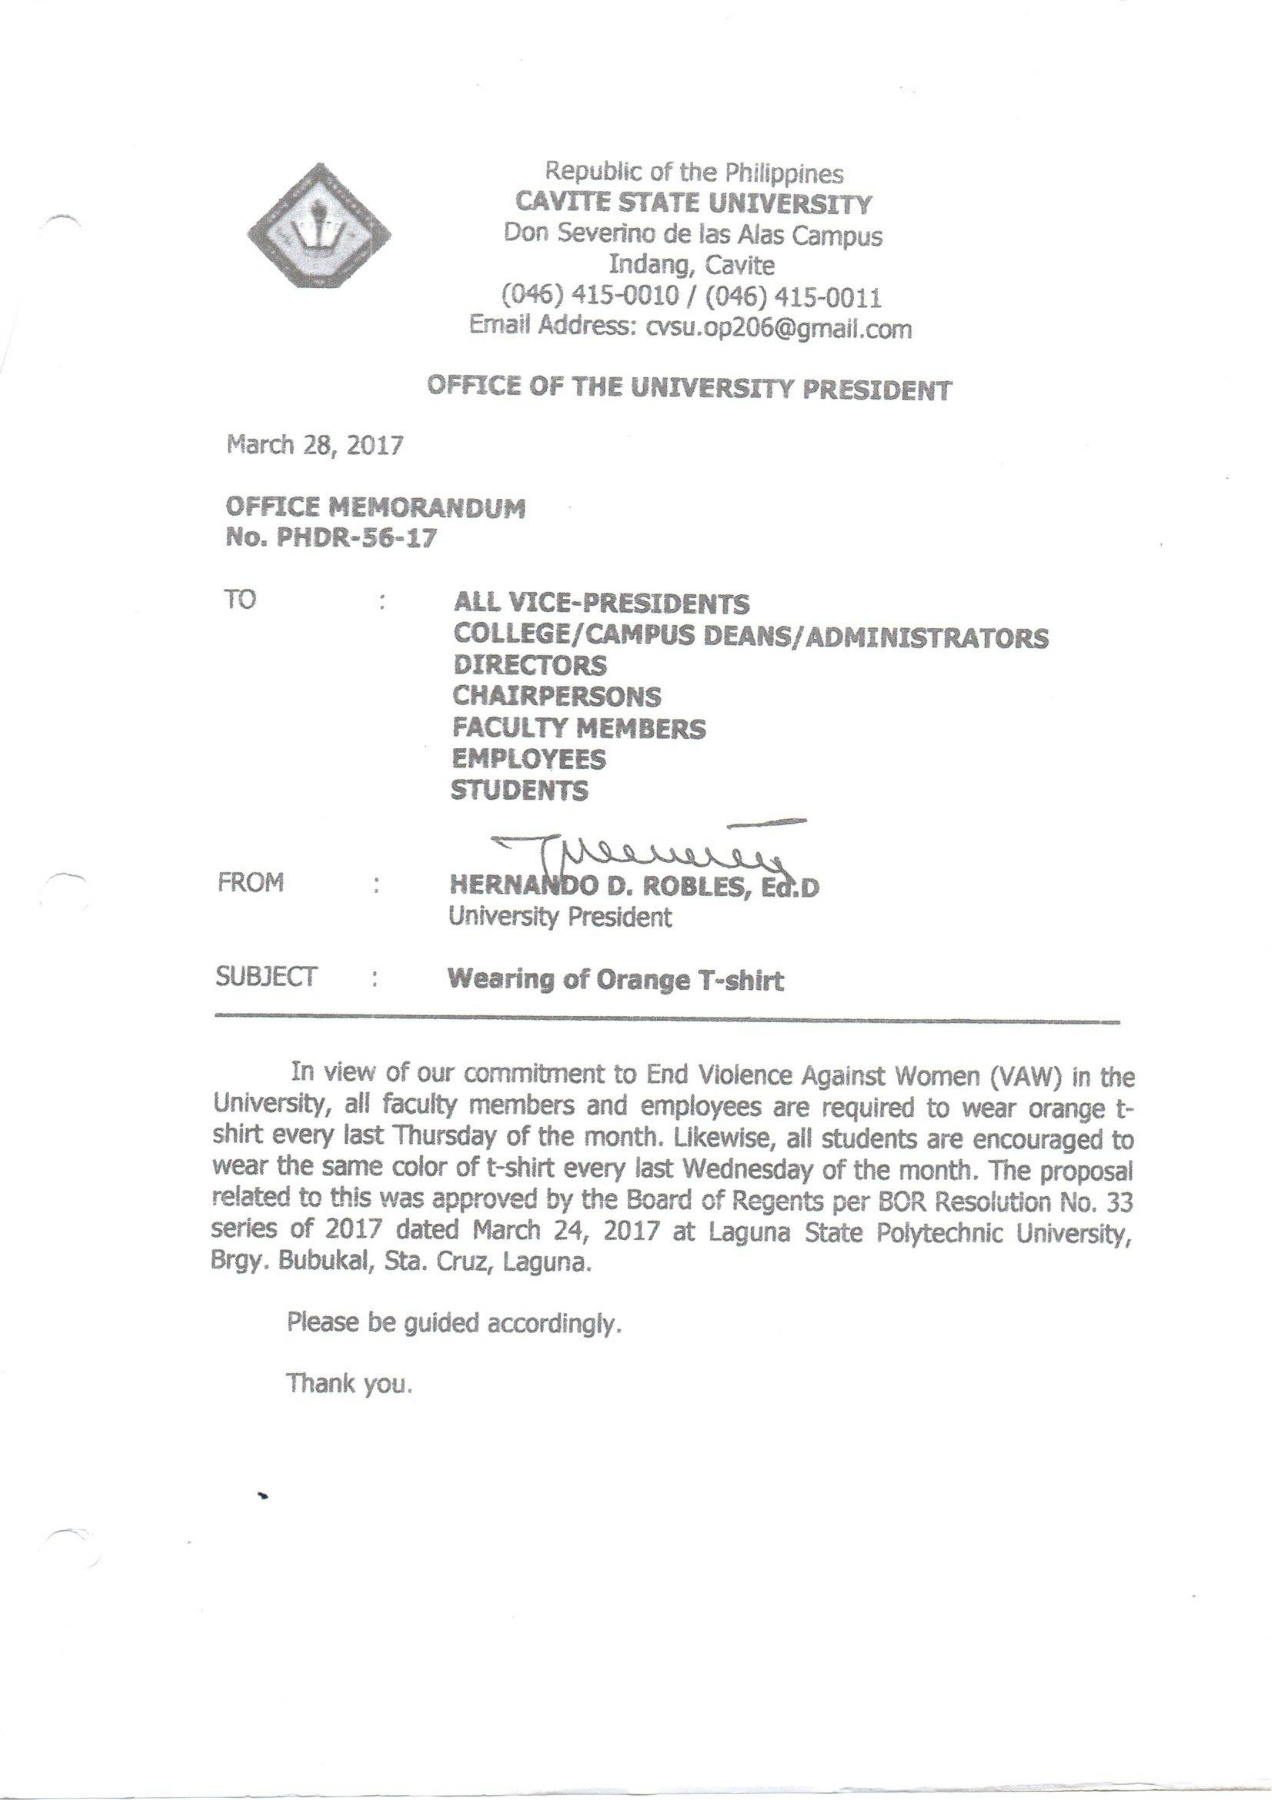 Republic of the Philippines
CAVITE STATE UNIVERSITY
Don Severino de las Alas Campus
Indang, Cavite
(046) 415-0010 / (046) 415-0011
Email Address: cvsu.op206@gmail.com
OFFICE OF THE UNIVERSITY PRESIDENT
March 28, 2017
OFFICE MEMORANDUM
No. PHDR-56-17
TO : ALL VICE-PRESIDENTS
COLLEGE/CAMPUS DEANS/ADMINISTRATORS
DIRECTORS
CHAIRPERSONS
FACULTY MEMBERS
EMPLOYEES
STUDENTS
FROM : HERNANDO D. ROBLES, Ed.D
University President
SUBJECT : Wearing of Orange T-shirt
In view of our commitment to End Violence Against Women (VAW) in the
University, all faculty members and employees are required to wear orange t-
shirt every last Thursday of the month. Likewise, all students are encouraged to
wear the same color of t-shirt every last Wednesday of the month. The proposal
related to this was approved by the Board of Regents per BOR Resolution No. 33
series of 2017 dated March 24, 2017 at Laguna State Polytechnic University,
Brgy. Bubukal, Sta. Cruz, Laguna.
Please be guided accordingly.
Thank you.